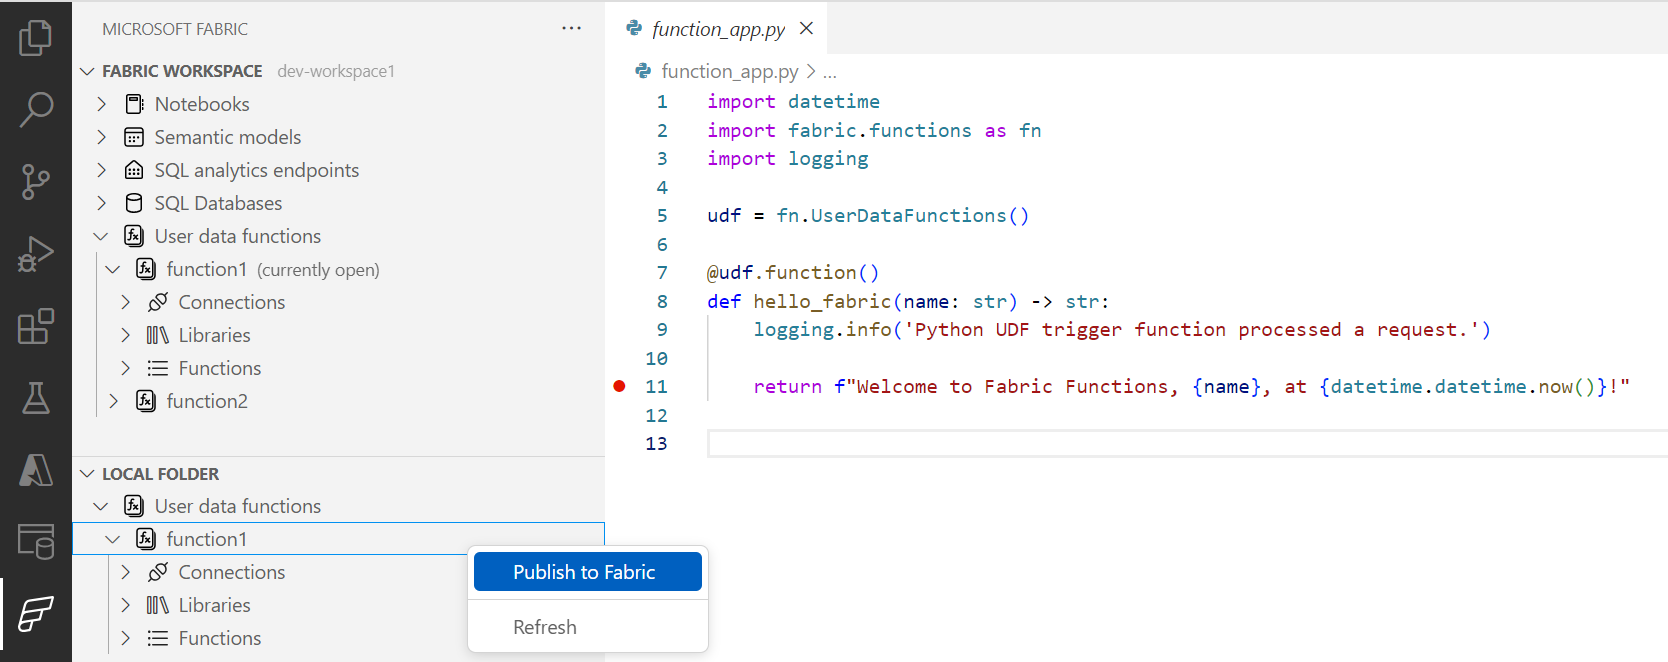 MICROSOFT FABRIC
...
FABRIC WORKSPACE dev-workspace1
Notebooks
Semantic models
SQL analytics endpoints
SQL Databases
User data functions
function1 (currently open)
Connections
Libraries
Functions
function2
LOCAL FOLDER
User data functions
function1
Connections
Libraries
Functions
Publish to Fabric
Refresh
function_app.py
function_app.py > ...
1 import datetime
2 import fabric.functions as fn
3 import logging
4
5 udf = fn.UserDataFunctions()
6
7 @udf.function()
8 def hello_fabric(name: str) -> str:
9     logging.info('Python UDF trigger function processed a request.')
10
11     return f"Welcome to Fabric Functions, {name}, at {datetime.datetime.now()}!"
12
13